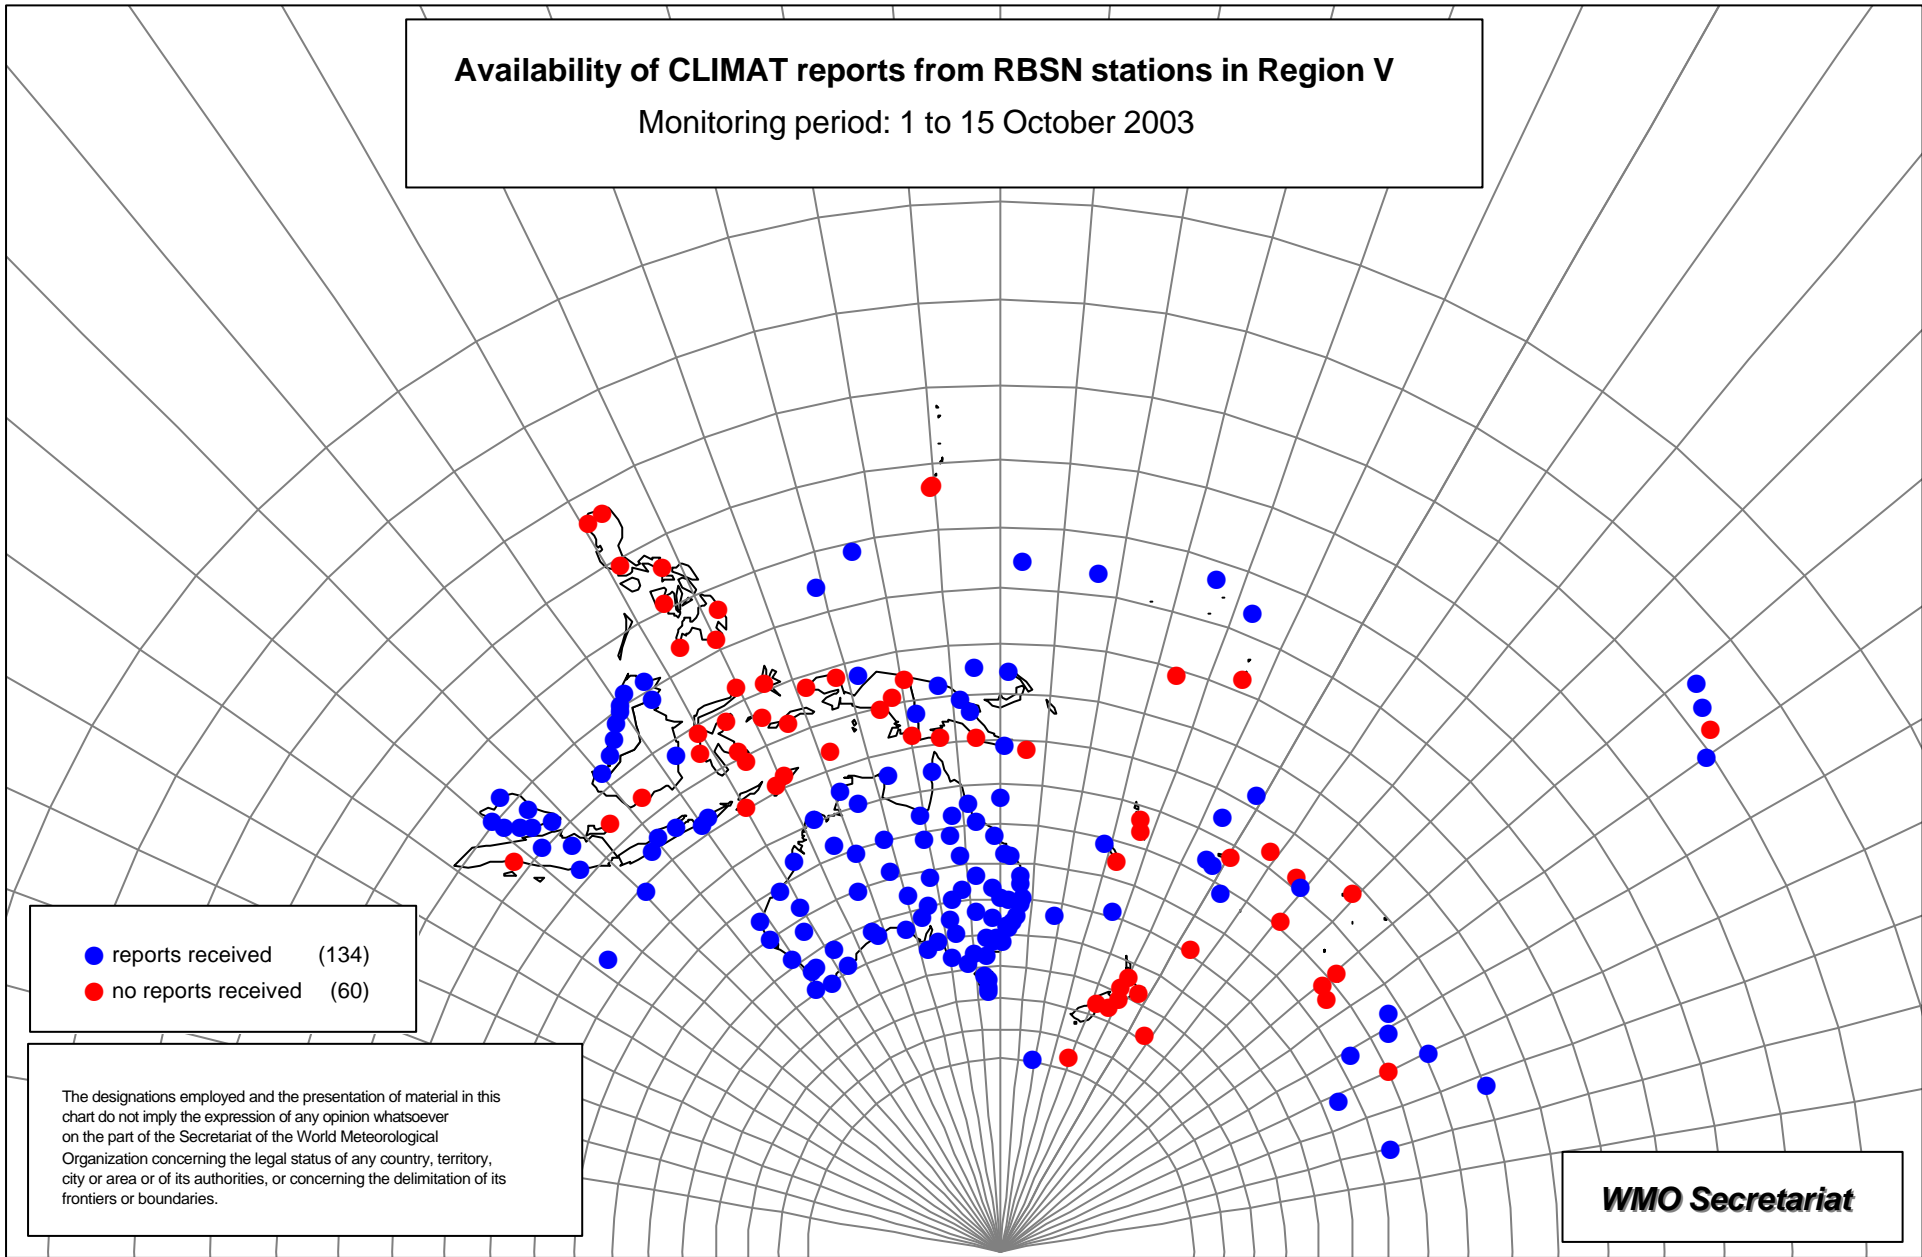 Availability of CLIMAT reports from RBSN stations in Region V
Monitoring period: 1 to 15 October 2003
reports received (134)
no reports received (60)
The designations employed and the presentation of material in this
chart do not imply the expression of any opinion whatsoever
on the part of the Secretariat of the World Meteorological
Organization concerning the legal status of any country, territory,
city or area or of its authorities, or concerning the delimitation of its
frontiers or boundaries.
WMO Secretariat